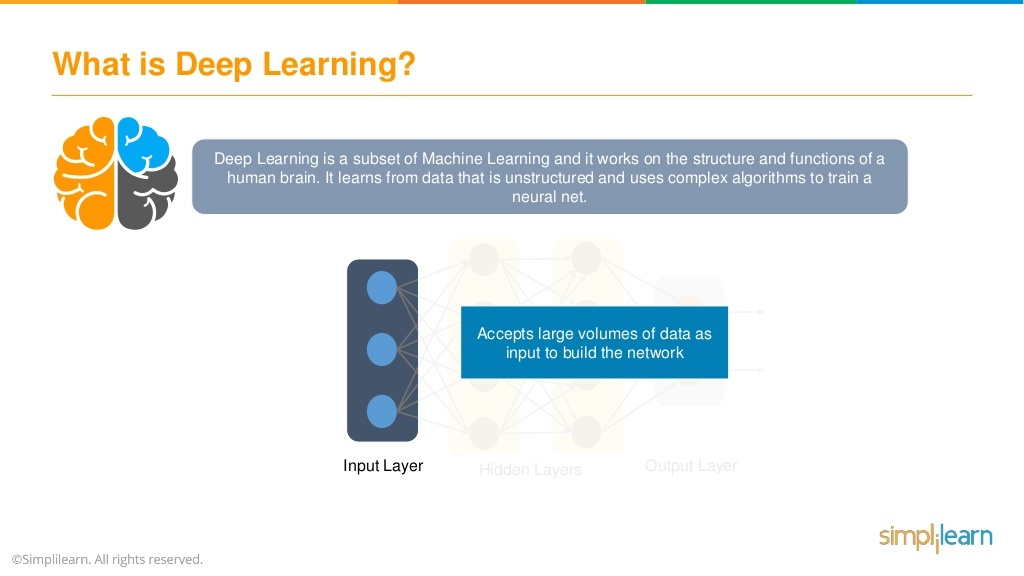 What is Deep Learning?
Deep Learning is a subset of Machine Learning and it works on the structure and functions of a
human brain. It learns from data that is unstructured and uses complex algorithms to train a
neural net.
Accepts large volumes of data as
input to build the network
Input Layer
Hidden Layers
Output Layer
simplilearn
©Simplilearn. All rights reserved.